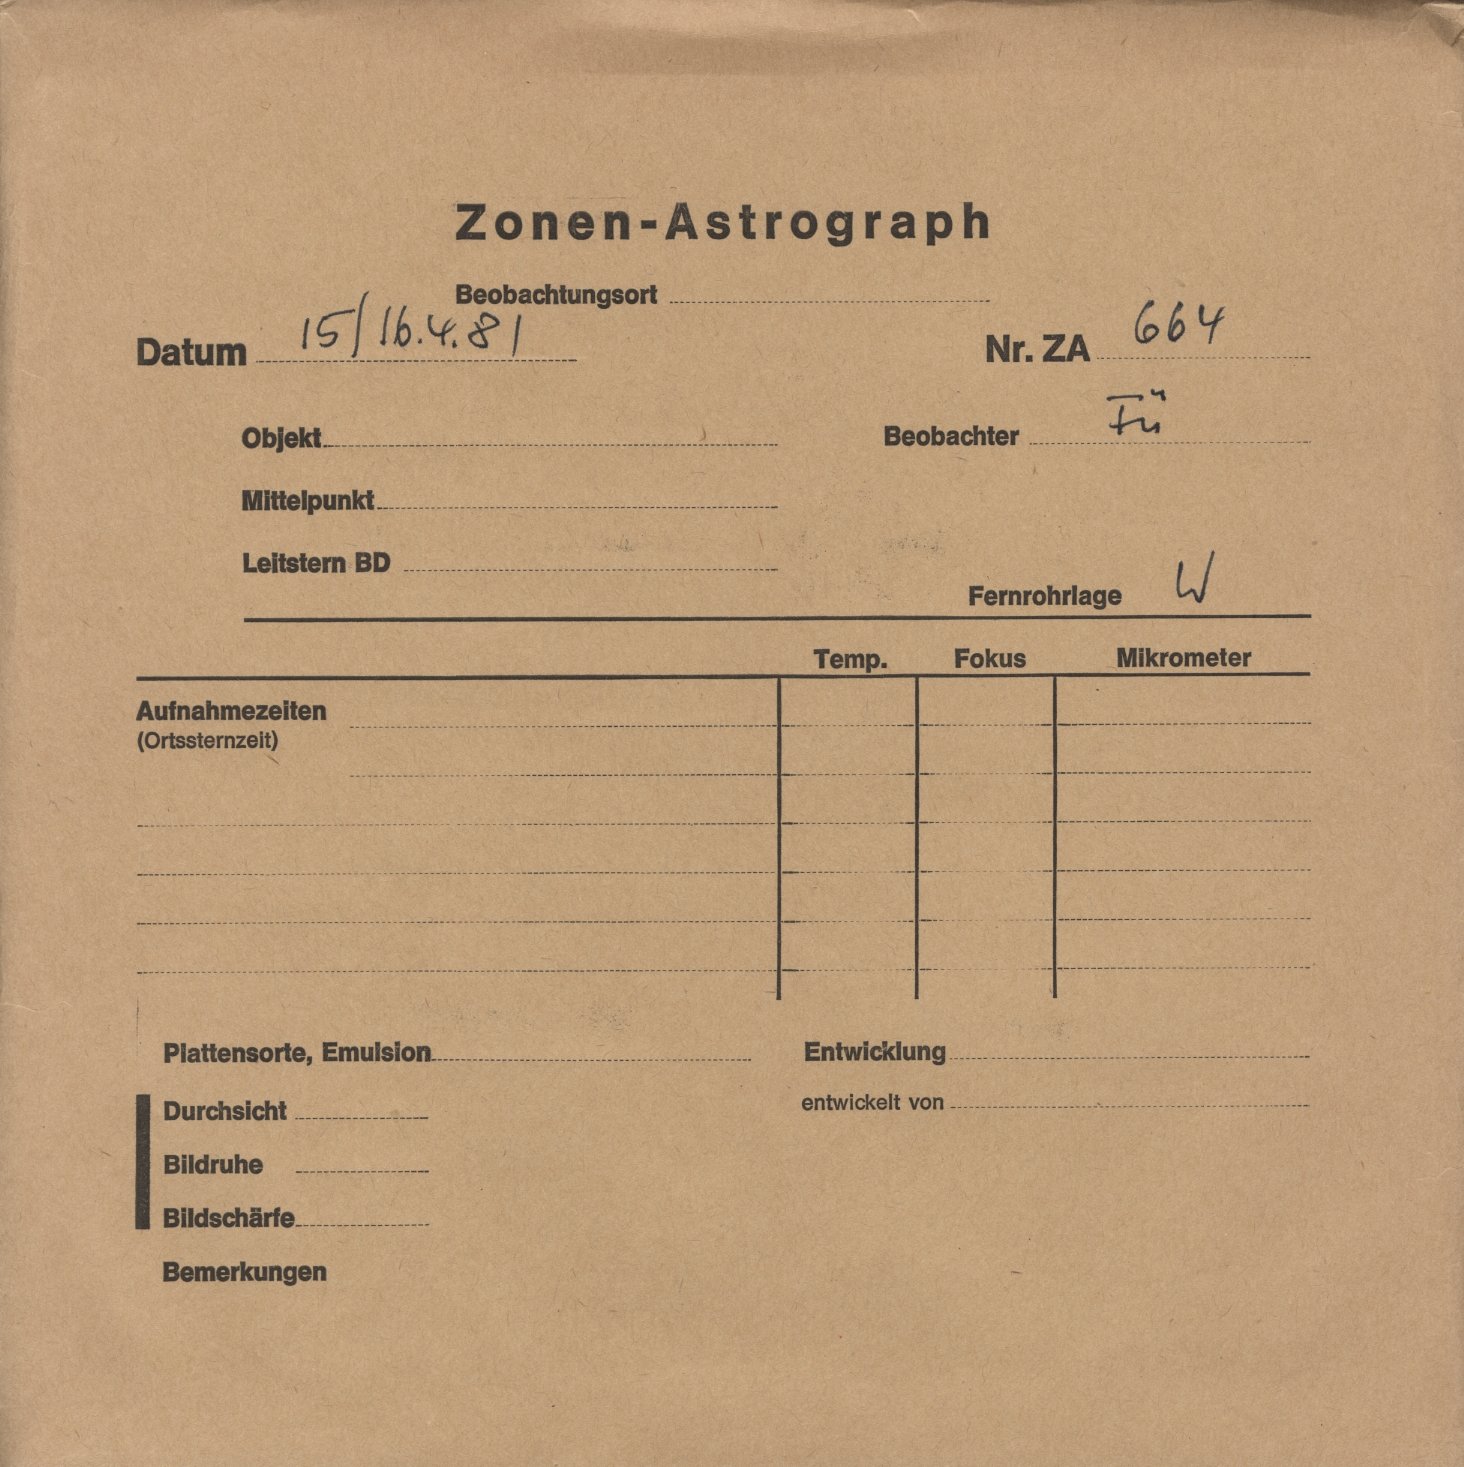 Zonen-Astrograph
Beobachtungsort
Datum 15/16.4.81
Nr. ZA 664
Objekt
Beobachter Fü
Mittelpunkt
Leitstern BD
Fernrohrlage W
Temp. Fokus Mikrometer
Aufnahmezeiten
(Ortssternzeit)
Plattensorte, Emulsion
Entwicklung
Durchsicht
entwickelt von
Bildruhe
Bildschärfe
Bemerkungen